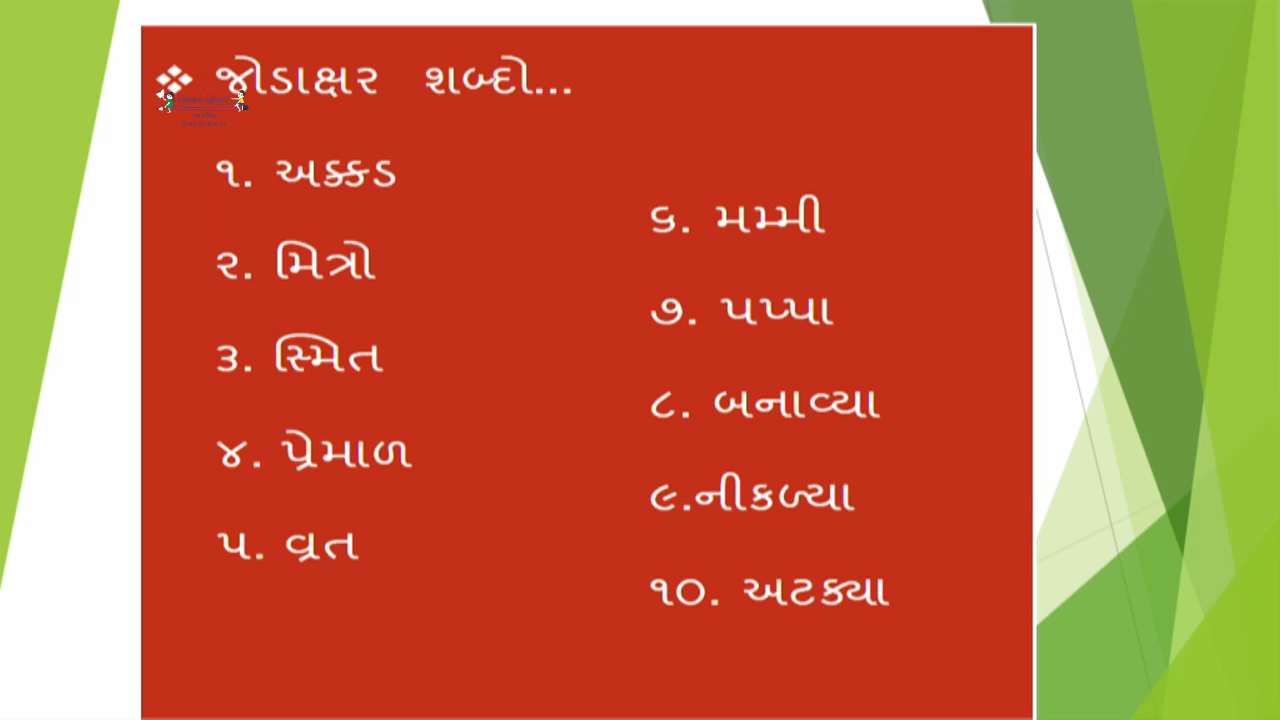 ❖ જોડાક્ષર શબ્દો...
૧. અક્કડ
૨. મિત્રો
૩. સ્મિત
૪. પ્રેમાળ
૫. વ્રત
૬. મમ્મી
૭. પપ્પા
૮. બનાવ્યા
૯.નીકળ્યા
૧૦. અટક્યા